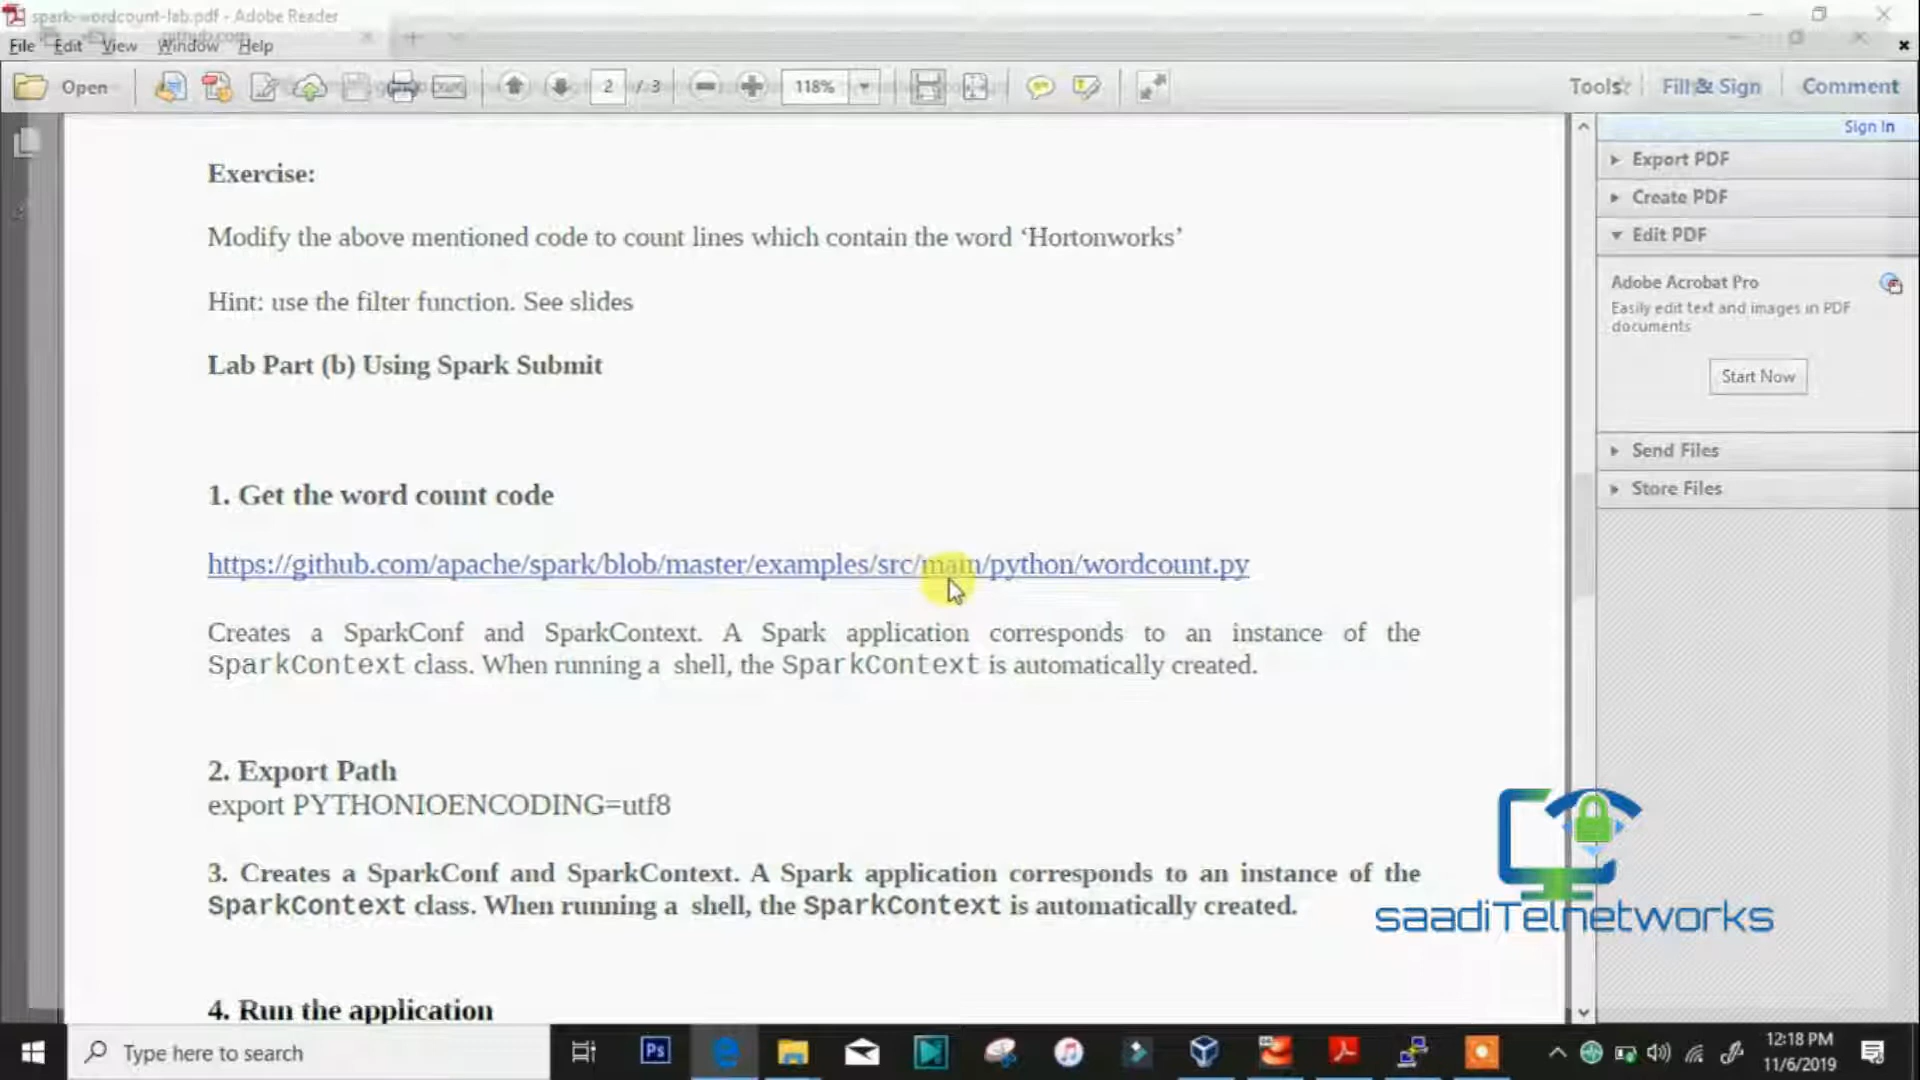 spark-wordcount-lab.pdf - Adobe Reader
File Edit View Window Help
Open 2 / 3 118% Tools Fill & Sign Comment
Sign In
Export PDF
Create PDF
Edit PDF
Adobe Acrobat Pro
Easily edit text and images in PDF
documents
Start Now
Send Files
Store Files
Exercise:
Modify the above mentioned code to count lines which contain the word ‘Hortonworks’
Hint: use the filter function. See slides
Lab Part (b) Using Spark Submit
1. Get the word count code
https://github.com/apache/spark/blob/master/examples/src/main/python/wordcount.py
Creates a SparkConf and SparkContext. A Spark application corresponds to an instance of the
SparkContext class. When running a shell, the SparkContext is automatically created.
2. Export Path
export PYTHONIOENCODING=utf8
3. Creates a SparkConf and SparkContext. A Spark application corresponds to an instance of the
SparkContext class. When running a shell, the SparkContext is automatically created.
4. Run the application
saadiTelnetworks
Type here to search
Ps
12:18 PM
11/6/2019